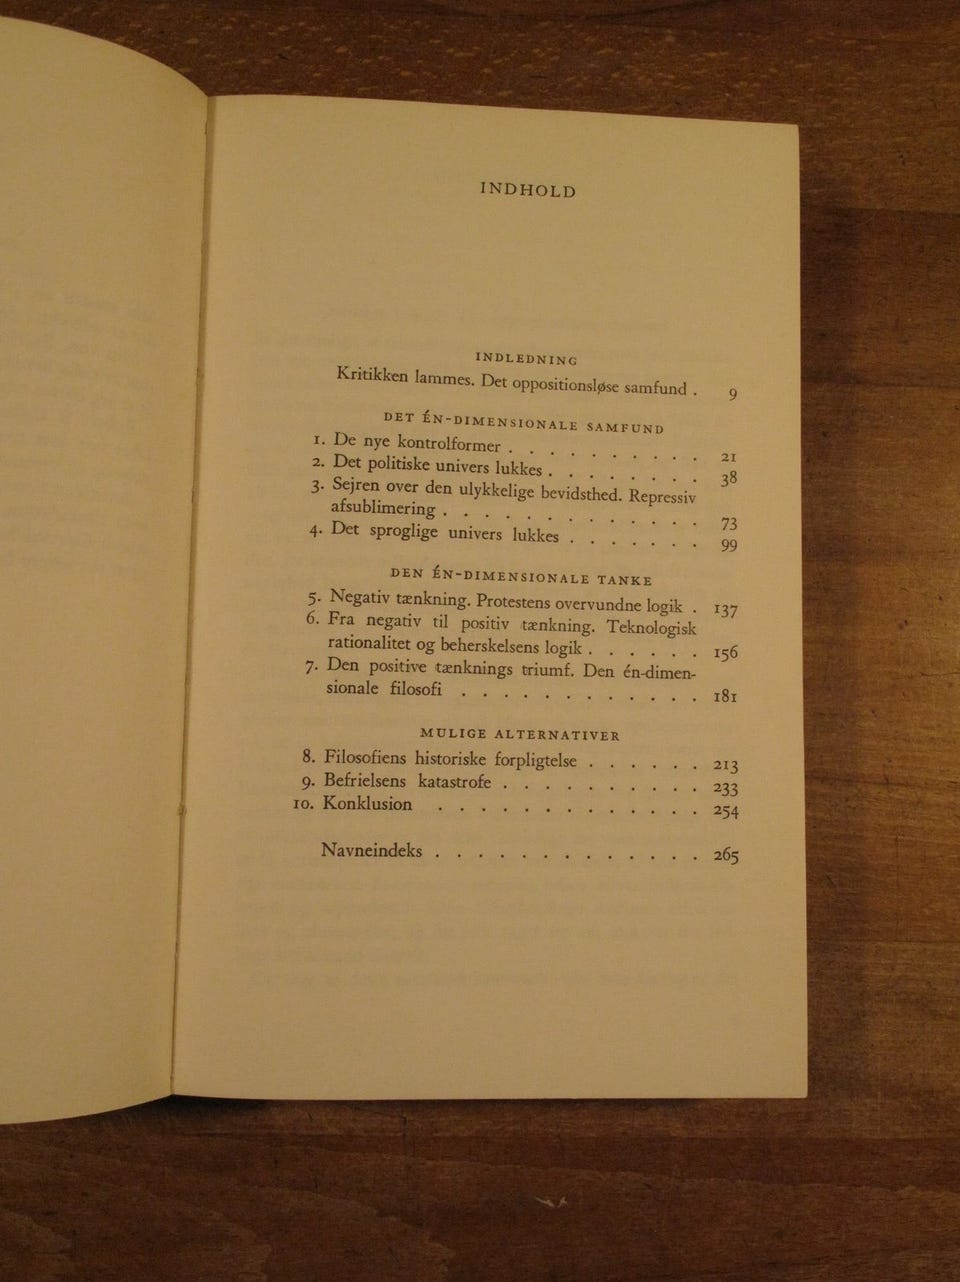 INDHOLD
INDLEDNING
Kritikken lammes. Det oppositionsløse samfund . 9
DET ÉN-DIMENSIONALE SAMFUND
1. De nye kontrolformer . . . . . . . . . 21
2. Det politiske univers lukkes . . . . . . . 38
3. Sejren over den ulykkelige bevidsthed. Repressiv
afsublimering . . . . . . . . . . . . 73
4. Det sproglige univers lukkes . . . . . . . 99
DEN ÉN-DIMENSIONALE TANKE
5. Negativ tænkning. Protestens overvundne logik . 137
6. Fra negativ til positiv tænkning. Teknologisk
rationalitet og beherskelsens logik . . . . . . 156
7. Den positive tænknings triumf. Den én-dimen-
sionale filosofi . . . . . . . . . . . 181
MULIGE ALTERNATIVER
8. Filosofiens historiske forpligtelse . . . . . . 213
9. Befrielsens katastrofe . . . . . . . . . . 233
10. Konklusion . . . . . . . . . . . . 254
Navneindeks . . . . . . . . . . . . . 265